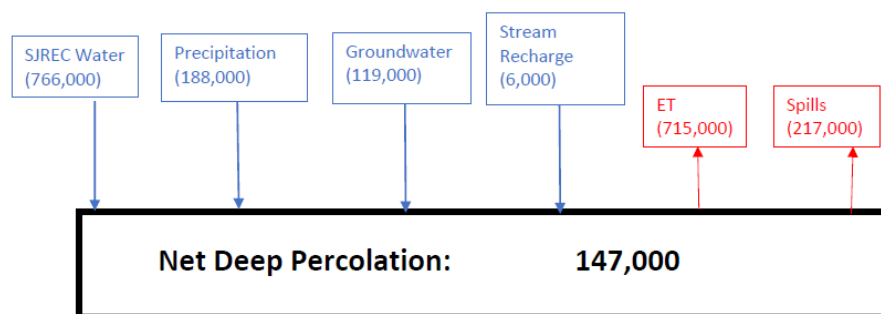 SJREC Water
(766,000)
Precipitation
(188,000)
Groundwater
(119,000)
Stream
Recharge
(6,000)
ET
(715,000)
Spills
(217,000)
Net Deep Percolation: 147,000